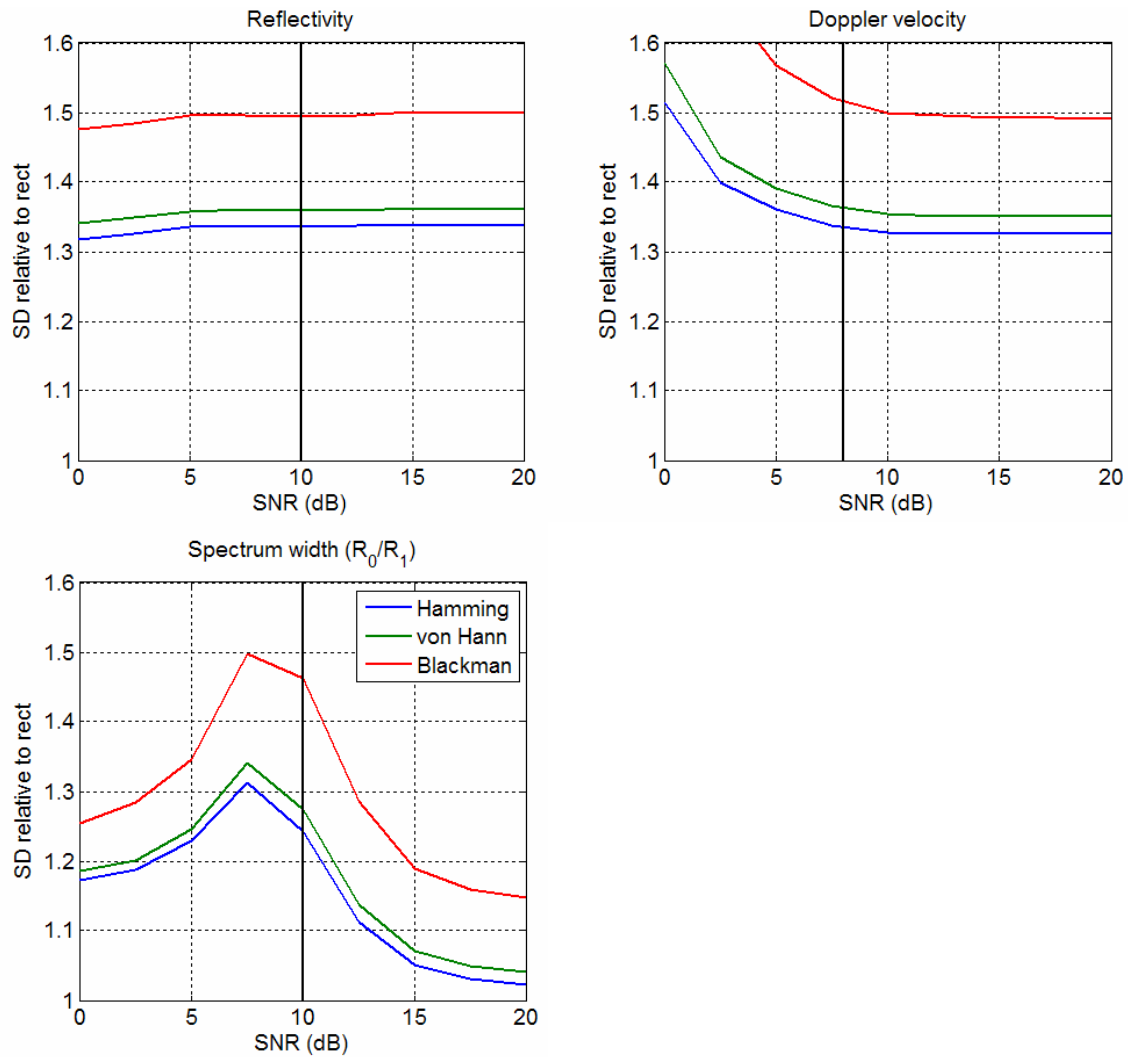 Reflectivity
1.6
1.5
1.4
1.3
1.2
1.1
1
SD relative to rect
0 5 10 15 20
SNR (dB)
Doppler velocity
1.6
1.5
1.4
1.3
1.2
1.1
1
SD relative to rect
0 5 10 15 20
SNR (dB)
Spectrum width (R₀/R₁)
1.6
1.5
1.4
1.3
1.2
1.1
1
SD relative to rect
Hamming
von Hann
Blackman
0 5 10 15 20
SNR (dB)